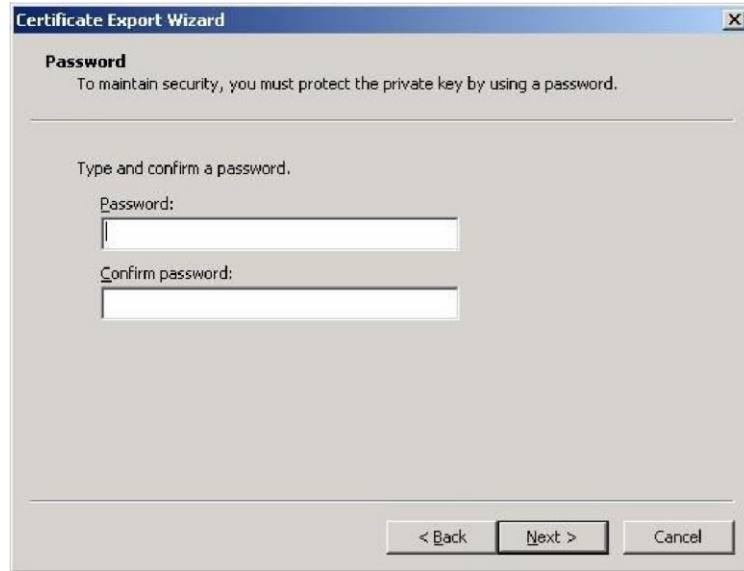 Certificate Export Wizard
Password
To maintain security, you must protect the private key by using a password.
Type and confirm a password.
Password:
Confirm password:
< Back Next > Cancel